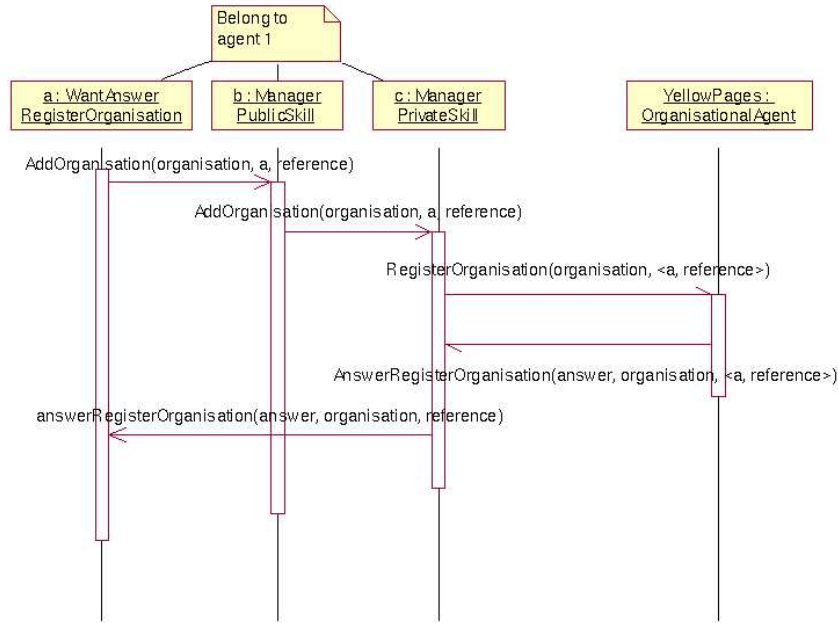 Belong to
agent 1
a : WantAnswer
RegisterOrganisation
b : Manager
PublicSkill
c : Manager
PrivateSkill
YellowPages :
OrganisationalAgent
AddOrganisation(organisation, a, reference)
AddOrganisation(organisation, a, reference)
RegisterOrganisation(organisation, <a, reference>)
AnswerRegisterOrganisation(answer, organisation, <a, reference>)
answerRegisterOrganisation(answer, organisation, reference)